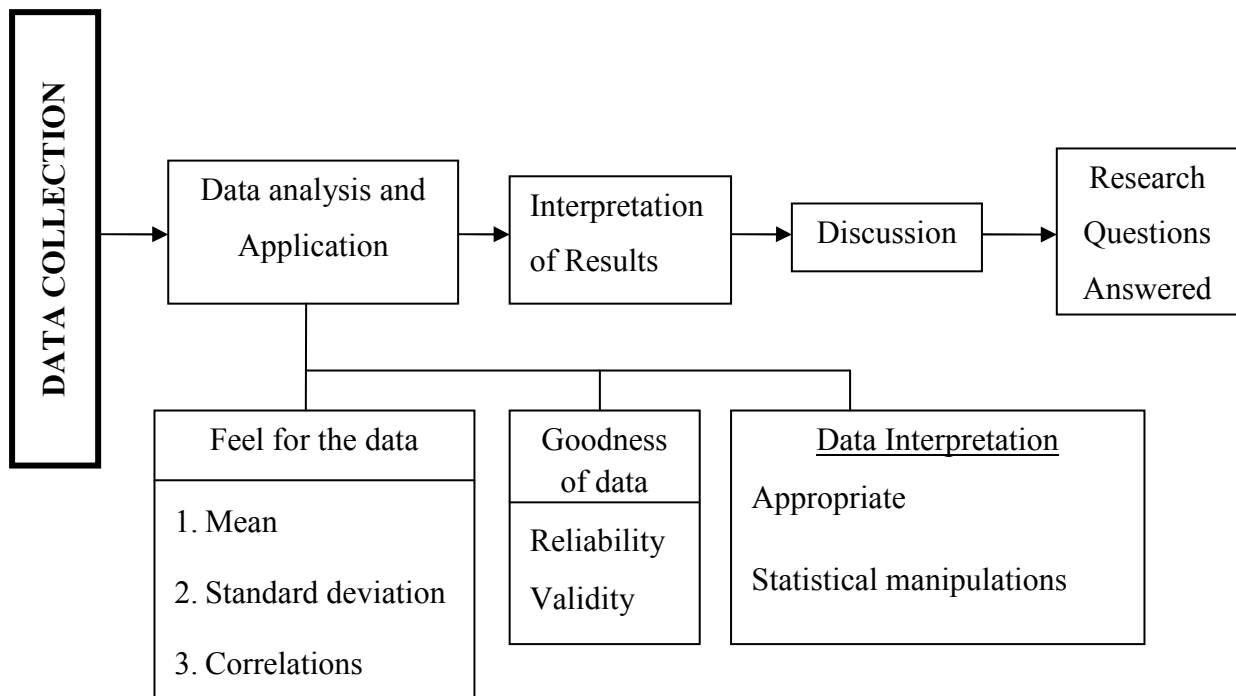 DATA COLLECTION
Data analysis and
Application
Interpretation
of Results
Discussion
Research
Questions
Answered
Feel for the data
1. Mean
2. Standard deviation
3. Correlations
Goodness
of data
Reliability
Validity
Data Interpretation
Appropriate
Statistical manipulations